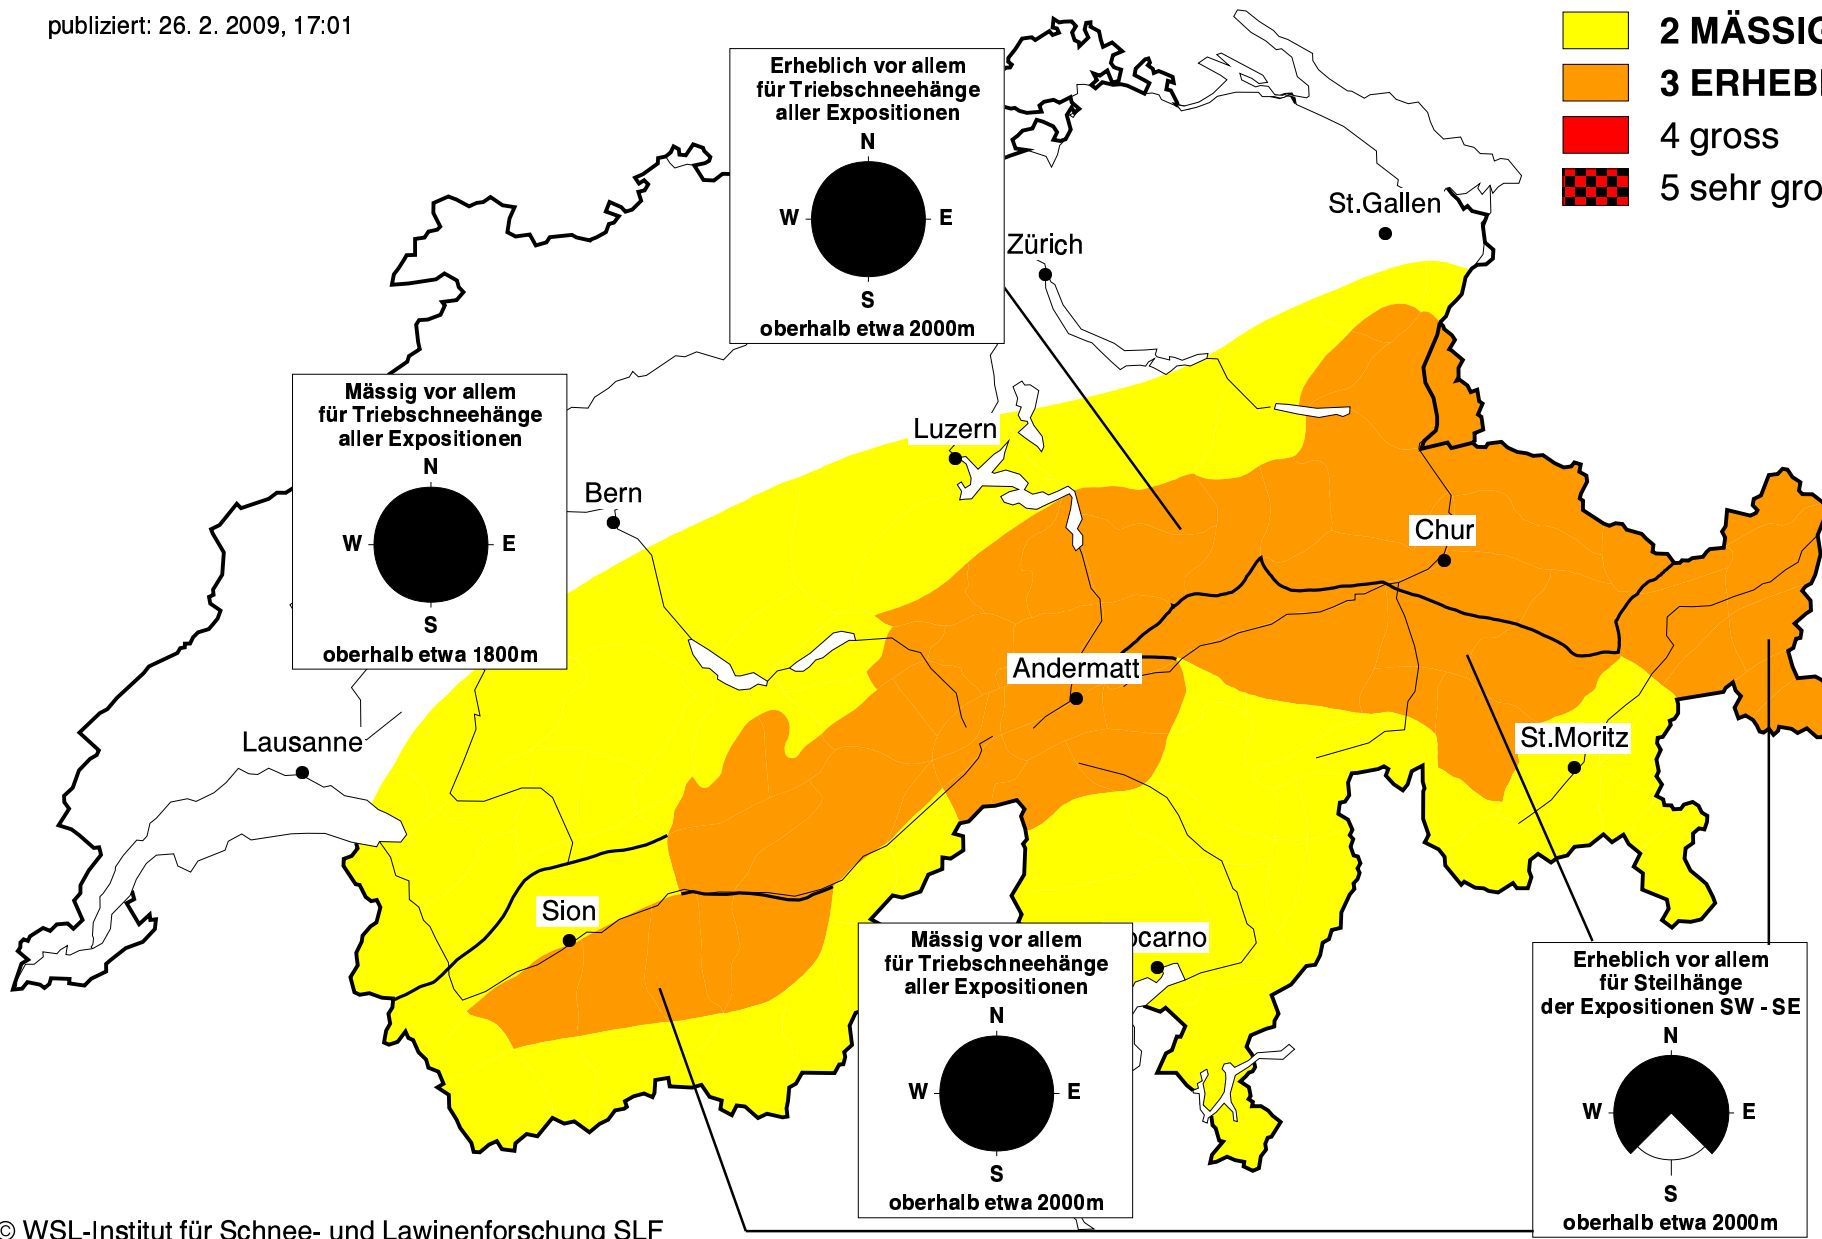 publiziert: 26. 2. 2009, 17:01
2 MÄSSIG
3 ERHEB
4 gross
5 sehr gro
Erheblich vor allem
für Triebschneehänge
aller Expositionen
N
W E
S
oberhalb etwa 2000m
St.Gallen
Zürich
Mässig vor allem
für Triebschneehänge
aller Expositionen
N
W E
S
oberhalb etwa 1800m
Luzern
Bern
Chur
Andermatt
Lausanne
St.Moritz
Sion
ocarno
Mässig vor allem
für Triebschneehänge
aller Expositionen
N
W E
S
oberhalb etwa 2000m
Erheblich vor allem
für Steilhänge
der Expositionen SW - SE
N
W E
S
oberhalb etwa 2000m
© WSL-Institut für Schnee- und Lawinenforschung SLF